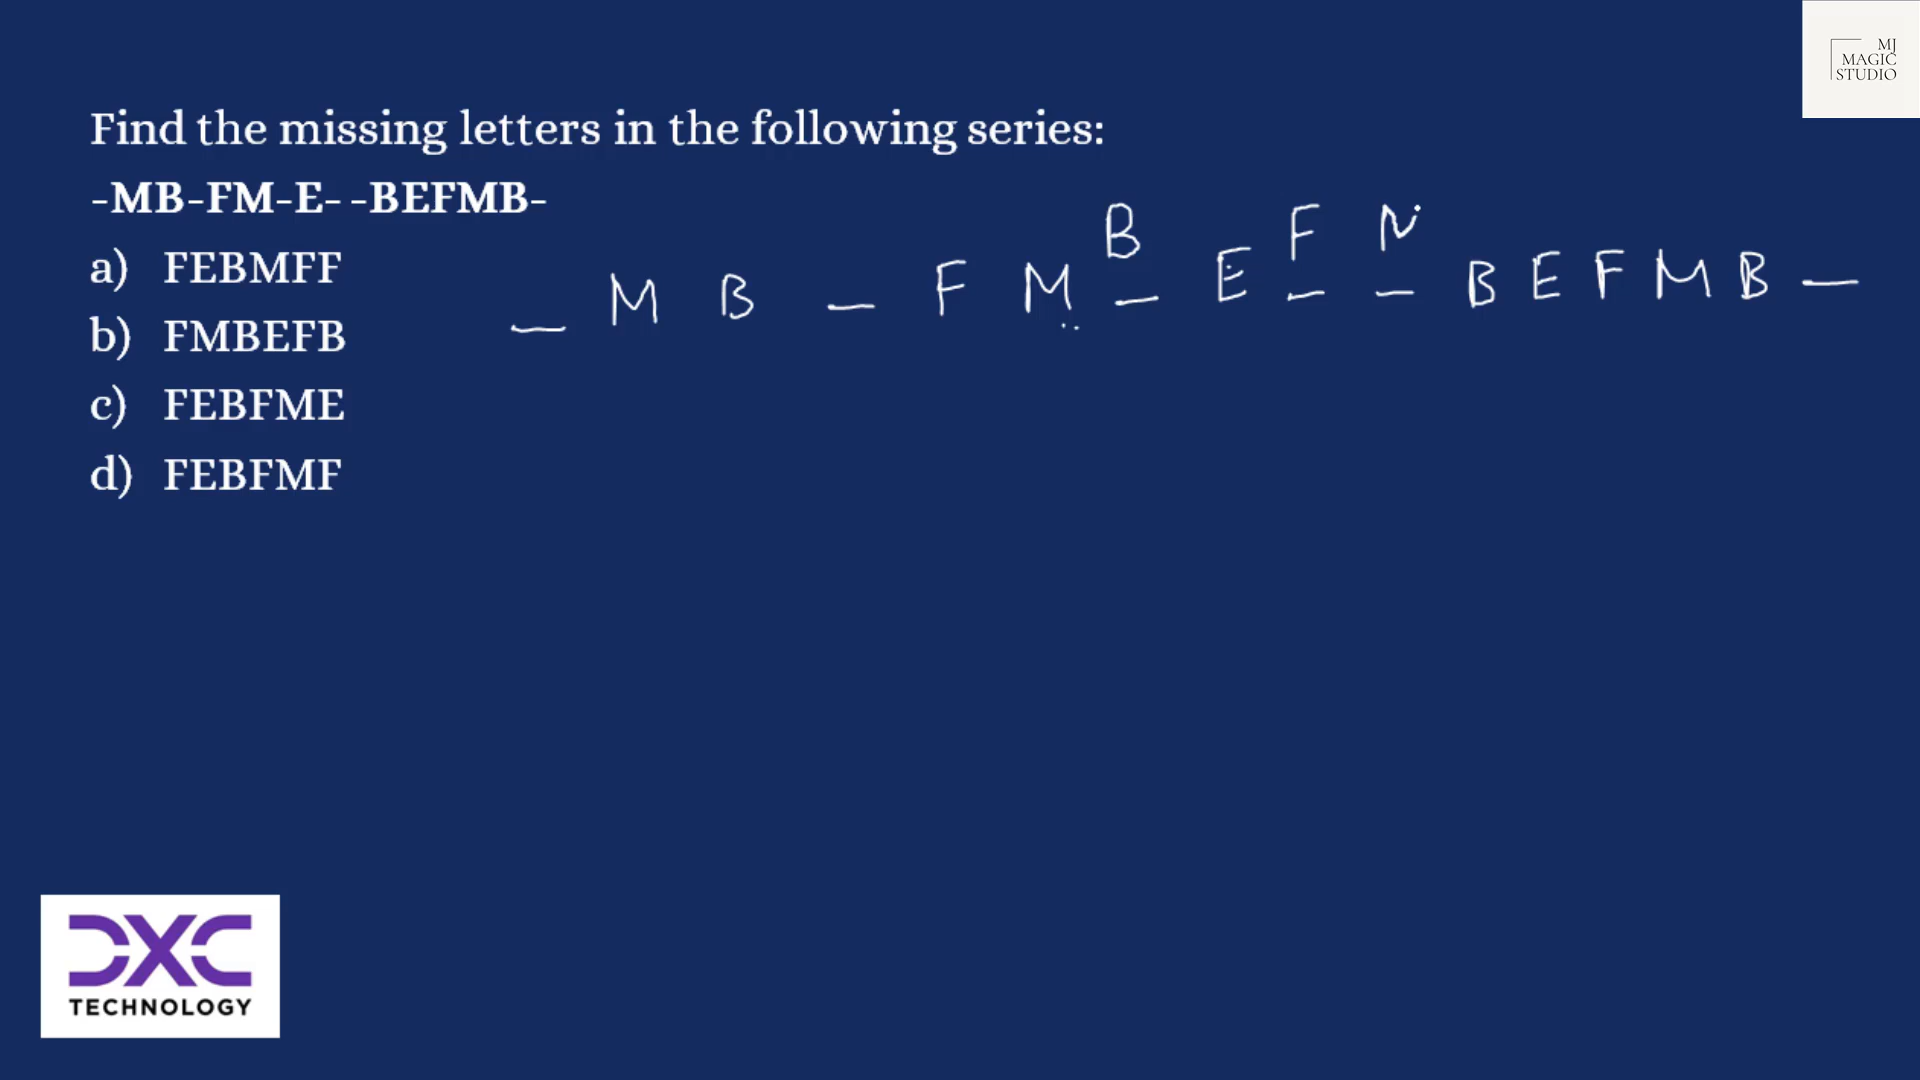 MJ
MAGIC
STUDIO
Find the missing letters in the following series:
-MB-FM-E- -BEFMB-
a) FEBMFF
b) FMBEFB
c) FEBFME
d) FEBFMF
B F
_ M B _ F M _ E _ _ B E F M B _
DXC
TECHNOLOGY